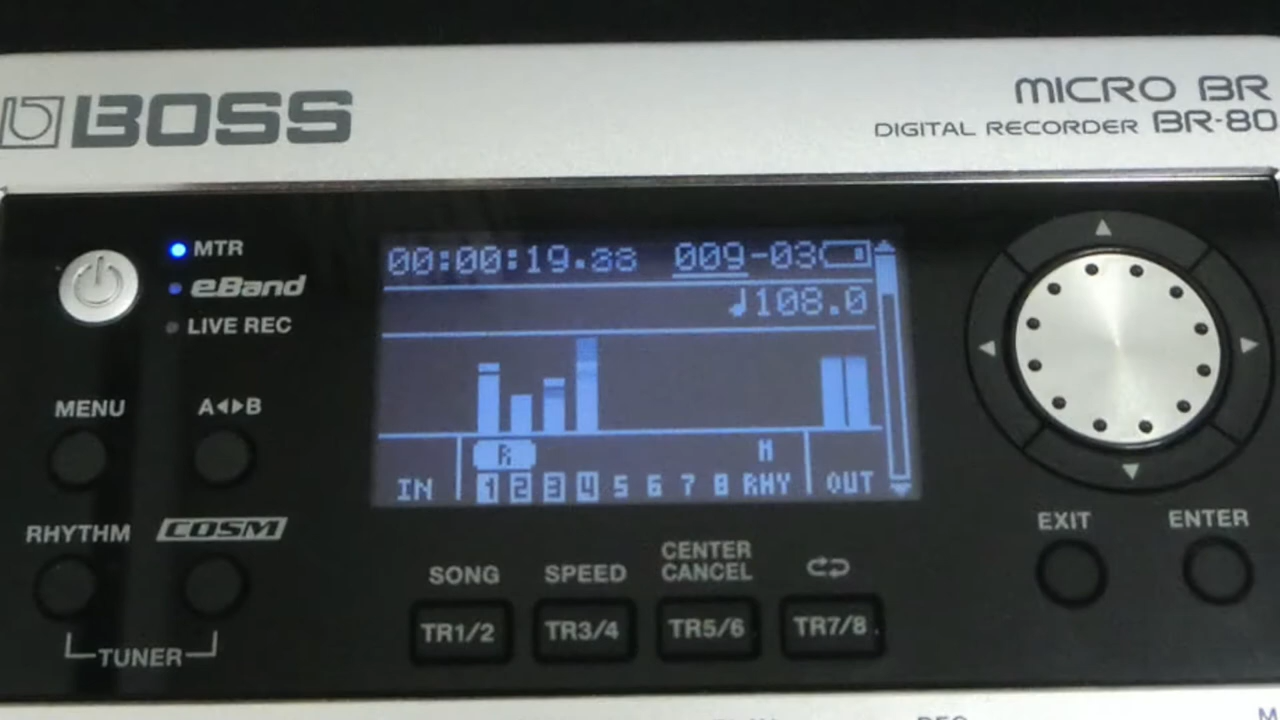 BOSS
MICRO BR
DIGITAL RECORDER BR-80
MTR
eBand
LIVE REC
MENU
A◄►B
RHYTHM
COSM
TUNER
00:00:19. 009-03
♩108.0
R M
IN 1 2 3 4 5 6 7 8 RHY OUT
SONG SPEED CENTER CANCEL
TR1/2 TR3/4 TR5/6 TR7/8
EXIT ENTER